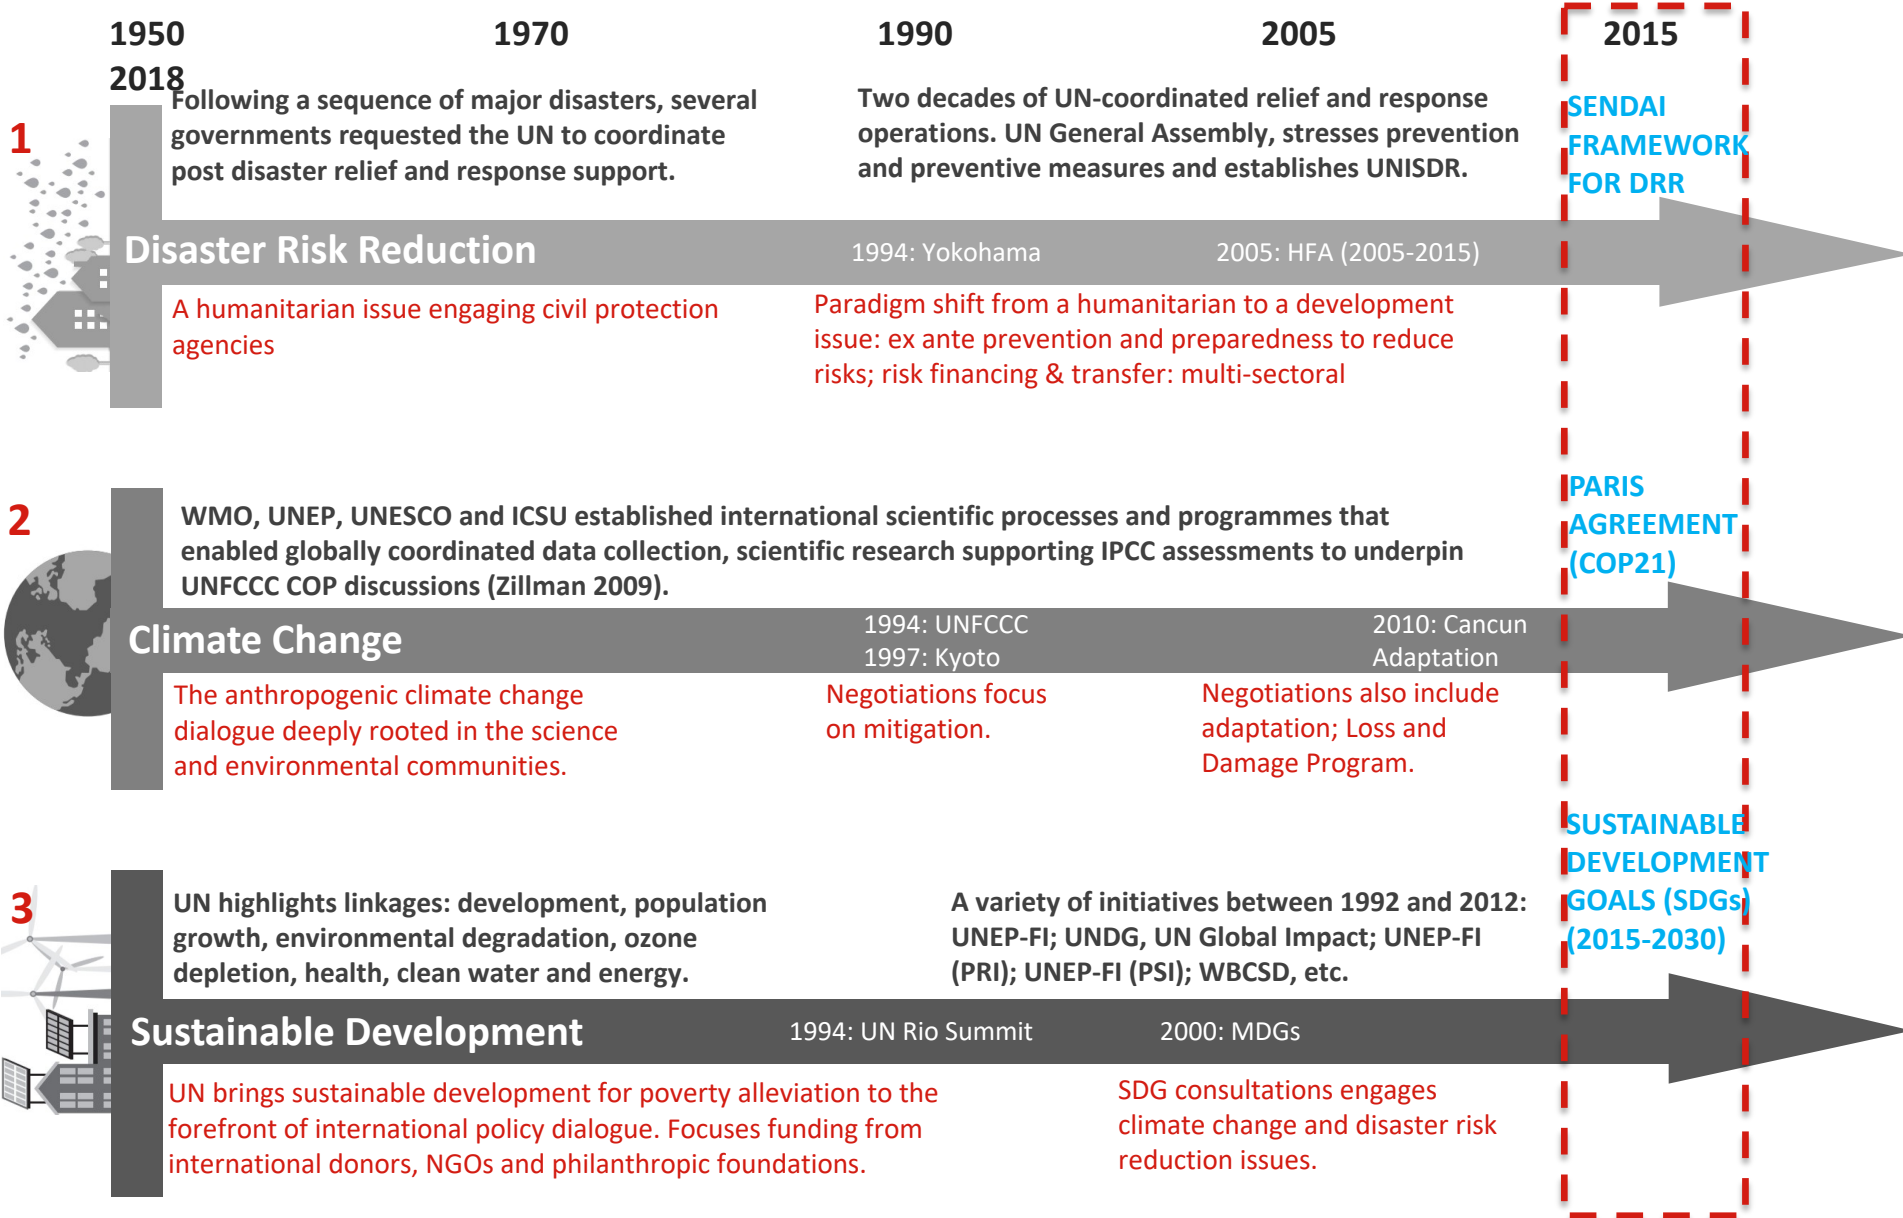 1950 1970 1990 2005 2015
2018
1
Following a sequence of major disasters, several
governments requested the UN to coordinate
post disaster relief and response support.
Two decades of UN-coordinated relief and response
operations. UN General Assembly, stresses prevention
and preventive measures and establishes UNISDR.
SENDAI
FRAMEWORK
FOR DRR
Disaster Risk Reduction
1994: Yokohama
2005: HFA (2005-2015)
A humanitarian issue engaging civil protection
agencies
Paradigm shift from a humanitarian to a development
issue: ex ante prevention and preparedness to reduce
risks; risk financing & transfer: multi-sectoral
2
WMO, UNEP, UNESCO and ICSU established international scientific processes and programmes that
enabled globally coordinated data collection, scientific research supporting IPCC assessments to underpin
UNFCCC COP discussions (Zillman 2009).
PARIS
AGREEMENT
(COP21)
Climate Change
1994: UNFCCC
1997: Kyoto
2010: Cancun
Adaptation
The anthropogenic climate change
dialogue deeply rooted in the science
and environmental communities.
Negotiations focus
on mitigation.
Negotiations also include
adaptation; Loss and
Damage Program.
3
UN highlights linkages: development, population
growth, environmental degradation, ozone
depletion, health, clean water and energy.
A variety of initiatives between 1992 and 2012:
UNEP-FI; UNDG, UN Global Impact; UNEP-FI
(PRI); UNEP-FI (PSI); WBCSD, etc.
SUSTAINABLE
DEVELOPMENT
GOALS (SDGs)
(2015-2030)
Sustainable Development
1994: UN Rio Summit
2000: MDGs
UN brings sustainable development for poverty alleviation to the
forefront of international policy dialogue. Focuses funding from
international donors, NGOs and philanthropic foundations.
SDG consultations engages
climate change and disaster risk
reduction issues.